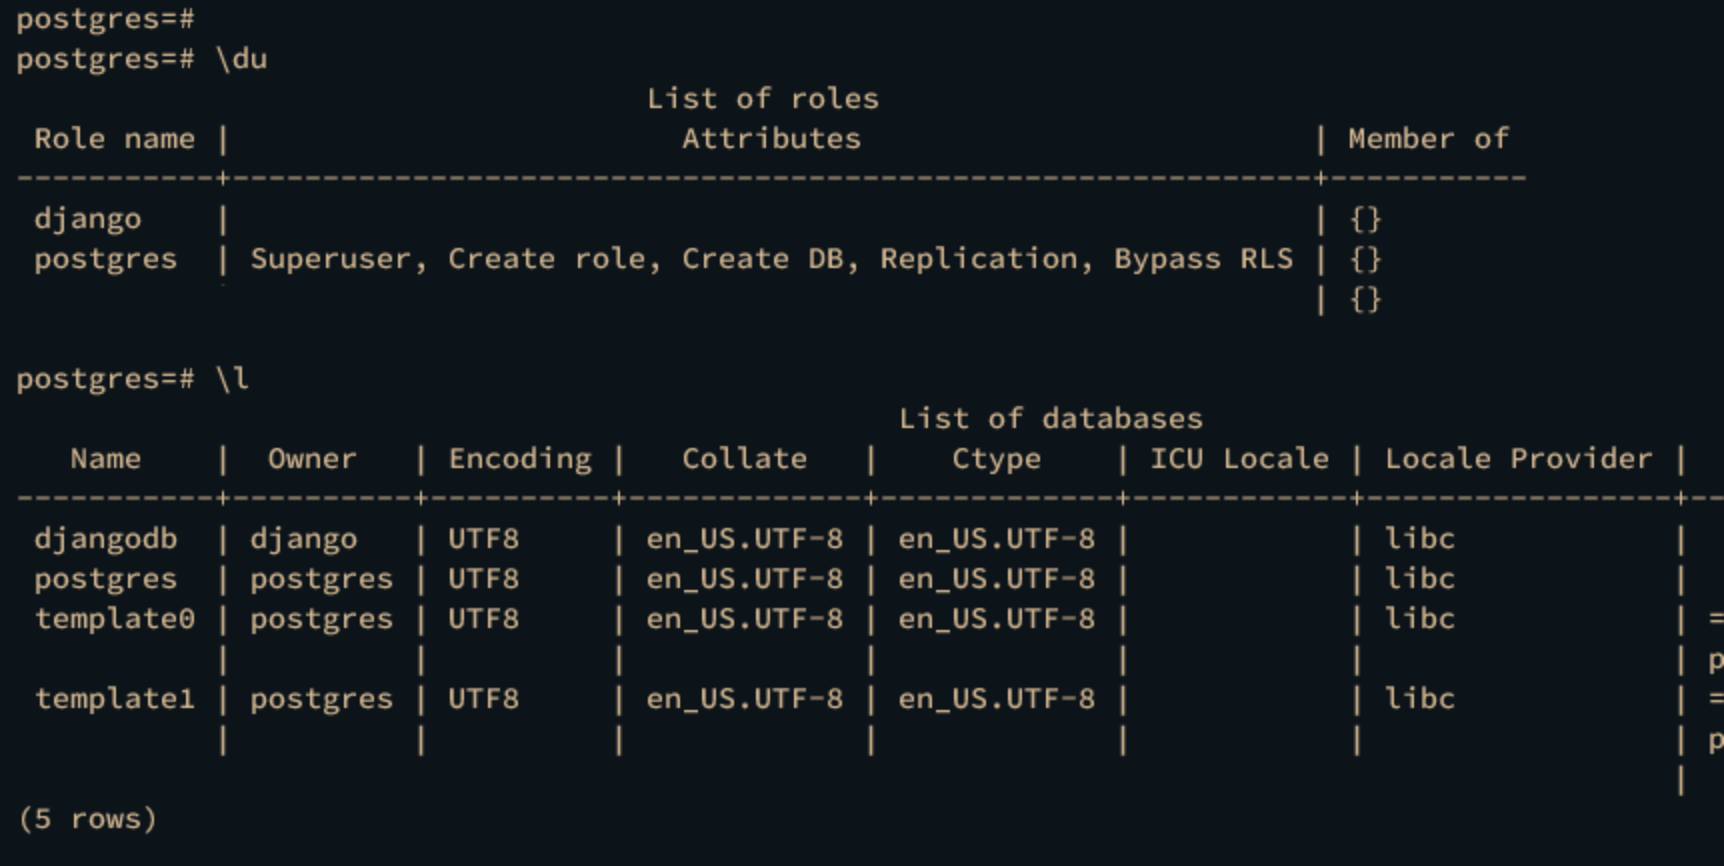 postgres=#
postgres=# \du
List of roles
Role name | Attributes | Member of
-----------+-------------------------------------------------------------+-----------
django | | {}
postgres | Superuser, Create role, Create DB, Replication, Bypass RLS | {}
| {}
postgres=# \l
List of databases
Name | Owner | Encoding | Collate | Ctype | ICU Locale | Locale Provider |
-----------+----------+----------+-------------+-------------+------------+-----------------+--
djangodb | django | UTF8 | en_US.UTF-8 | en_US.UTF-8 | | libc |
postgres | postgres | UTF8 | en_US.UTF-8 | en_US.UTF-8 | | libc |
template0 | postgres | UTF8 | en_US.UTF-8 | en_US.UTF-8 | | libc | =
| | | | | | | p
template1 | postgres | UTF8 | en_US.UTF-8 | en_US.UTF-8 | | libc | =
| | | | | | | p
|
(5 rows)